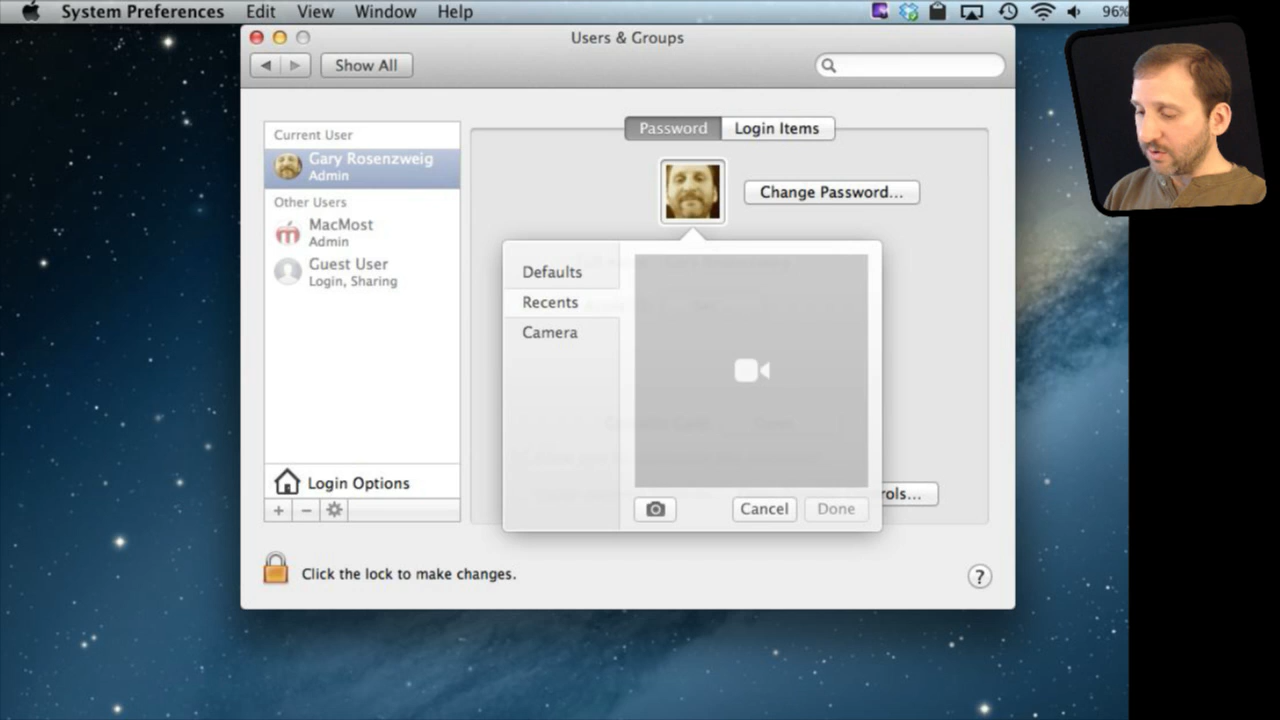 System Preferences Edit View Window Help 96%
Users & Groups
Show All
Current User
Password Login Items
Gary Rosenzweig
Admin
Change Password...
Other Users
MacMost
Admin
Guest User
Login, Sharing
Defaults
Recents
Camera
Login Options
rols...
Cancel Done
Click the lock to make changes.
?